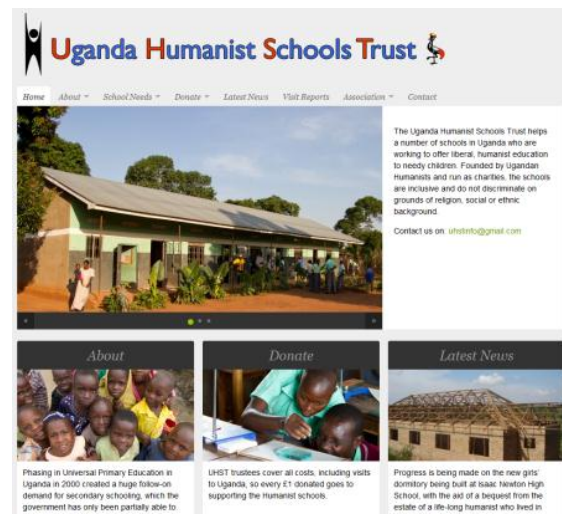 Uganda Humanist Schools Trust
Home About School Needs Donate Latest News Visit Reports Association Contact
The Uganda Humanist Schools Trust helps
a number of schools in Uganda who are
working to offer liberal, humanist education
to needy children. Founded by Ugandan
Humanists and run as charities, the schools
are inclusive and do not discriminate on
grounds of religion, social or ethnic
background.
Contact us on: uhstinfo@gmail.com
About
Phasing in Universal Primary Education in
Uganda in 2000 created a huge follow-on
demand for secondary schooling, which the
government has only been partially able to
Donate
UHST trustees cover all costs, including visits
to Uganda, so every £1 donated goes to
supporting the Humanist schools.
Latest News
Progress is being made on the new girls'
dormitory being built at Isaac Newton High
School, with the aid of a bequest from the
estate of a life-long humanist who lived in